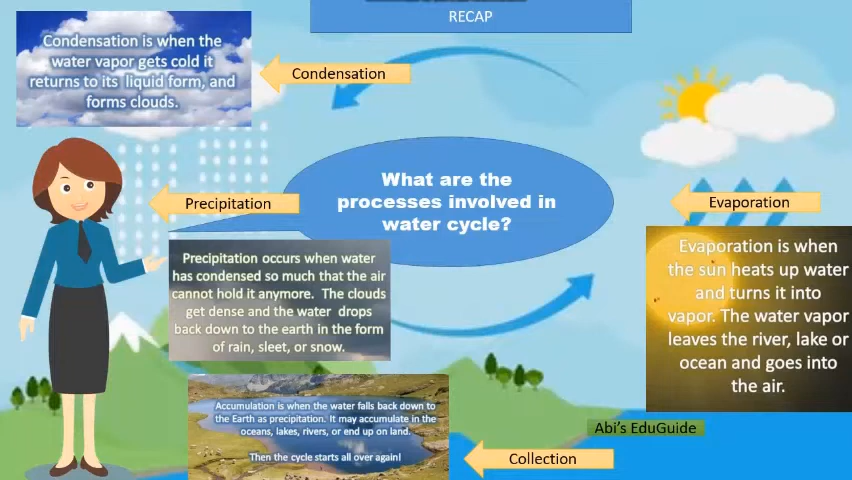 RECAP
Condensation is when the
water vapor gets cold it
returns to its liquid form, and
forms clouds.
Condensation
What are the
processes involved in
water cycle?
Precipitation
Evaporation
Precipitation occurs when water
has condensed so much that the air
cannot hold it anymore. The clouds
get dense and the water drops
back down to the earth in the form
of rain, sleet, or snow.
Evaporation is when
the sun heats up water
and turns it into
vapor. The water vapor
leaves the river, lake or
ocean and goes into
the air.
Accumulation is when the water falls back down to
the Earth as precipitation. It may accumulate in the
oceans, lakes, rivers, or end up on land.
Then the cycle starts all over again!
Abi's EduGuide
Collection